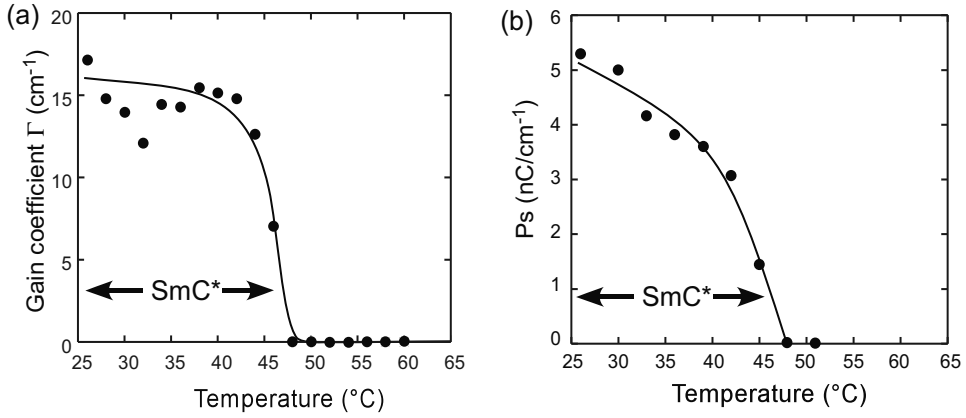 (a)
20
15
10
5
0
Gain coefficient Γ (cm⁻¹)
SmC*
25 30 35 40 45 50 55 60 65
Temperature (°C)
(b)
6
5
4
3
2
1
0
Ps (nC/cm⁻¹)
SmC*
25 30 35 40 45 50 55 60 65
Temperature (°C)